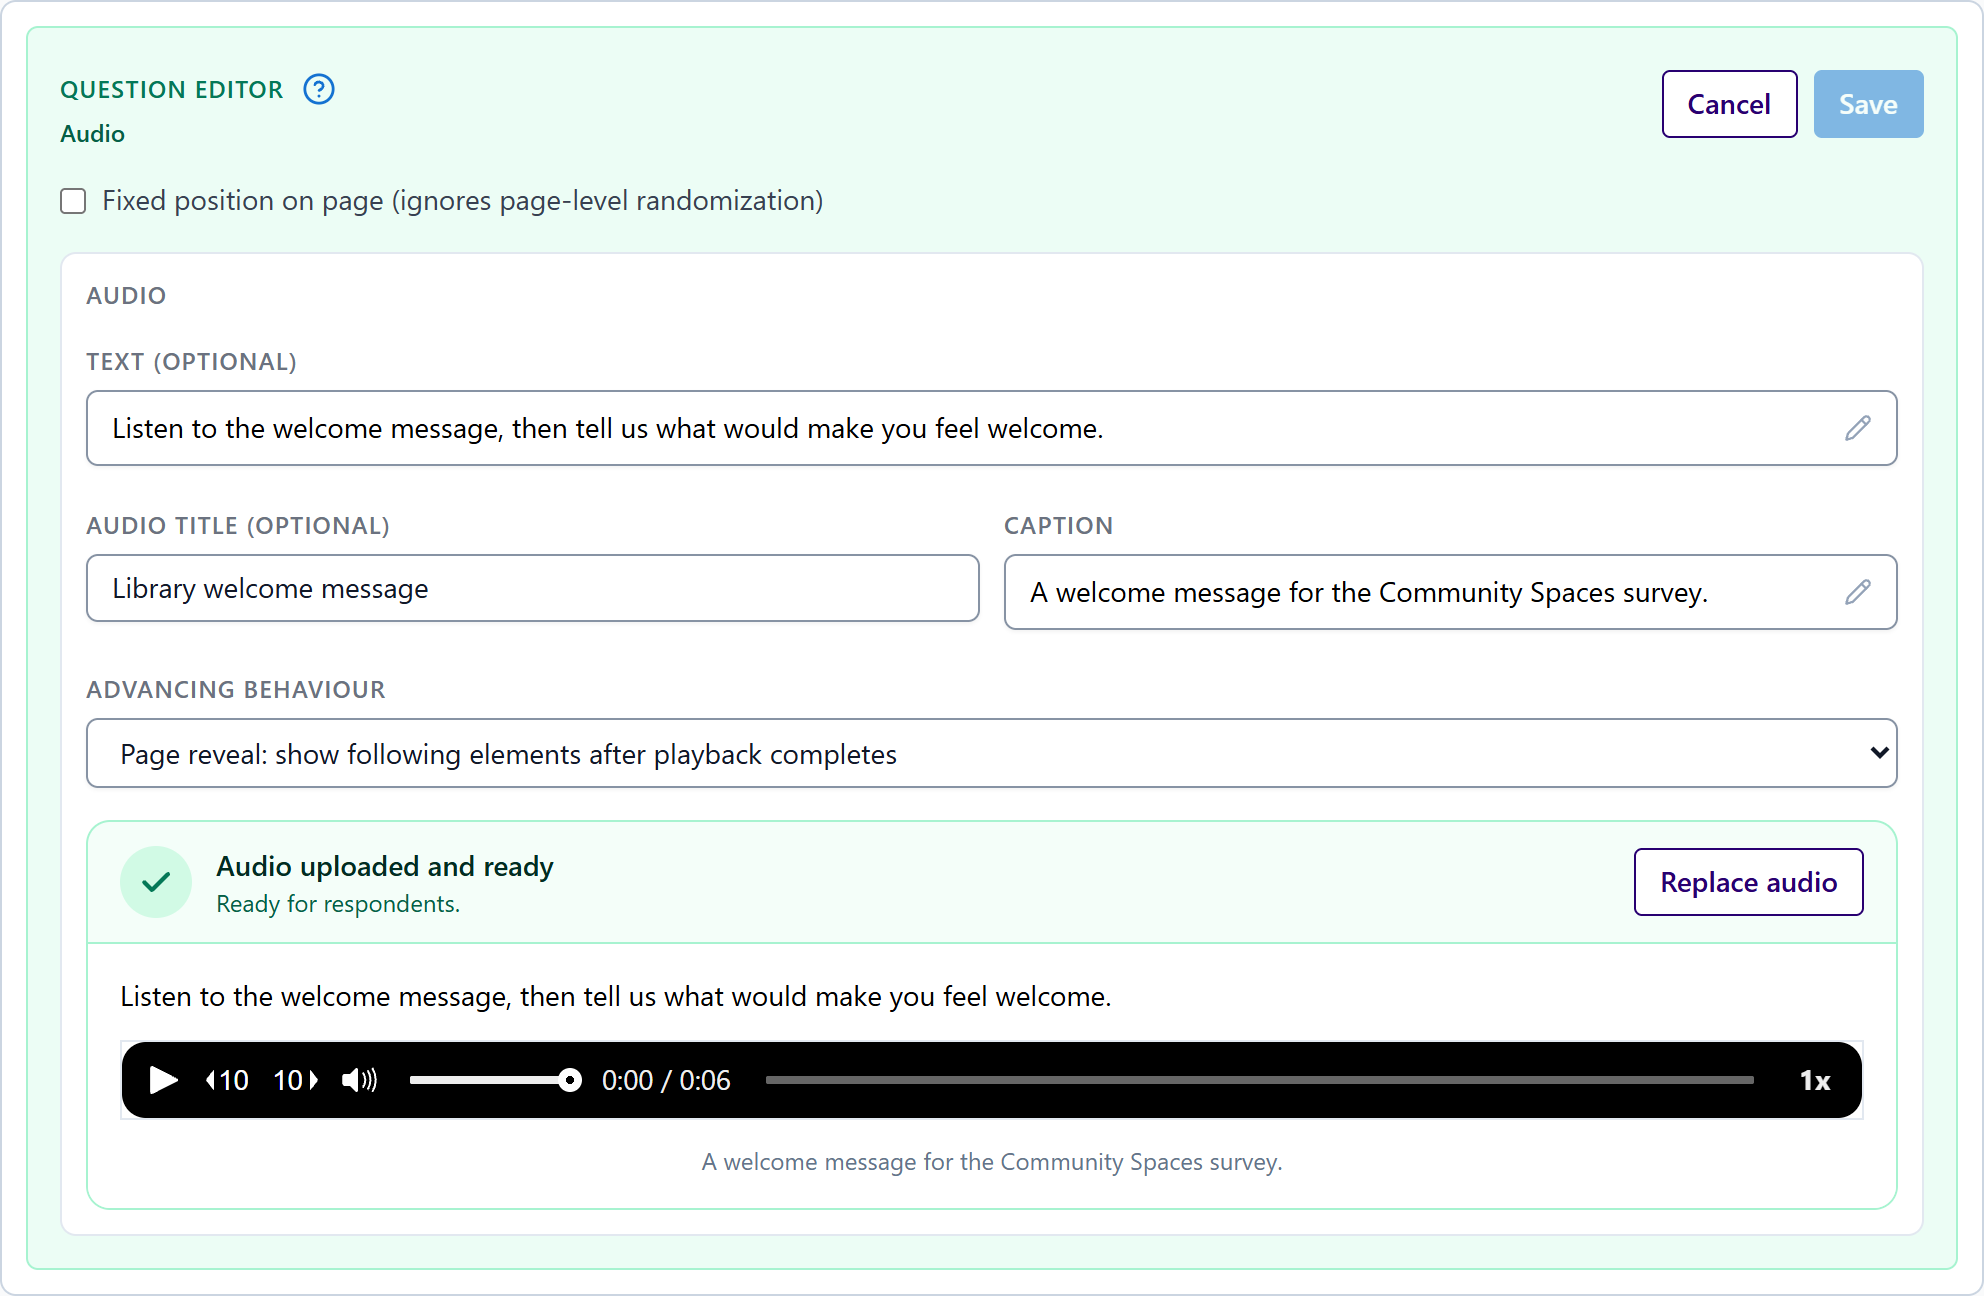 QUESTION EDITOR ?
Cancel
Save
Audio
Fixed position on page (ignores page-level randomization)
AUDIO
TEXT (OPTIONAL)
Listen to the welcome message, then tell us what would make you feel welcome.
AUDIO TITLE (OPTIONAL)
CAPTION
Library welcome message
A welcome message for the Community Spaces survey.
ADVANCING BEHAVIOUR
Page reveal: show following elements after playback completes
Audio uploaded and ready
Ready for respondents.
Replace audio
Listen to the welcome message, then tell us what would make you feel welcome.
10 10 0:00 / 0:06 1x
A welcome message for the Community Spaces survey.